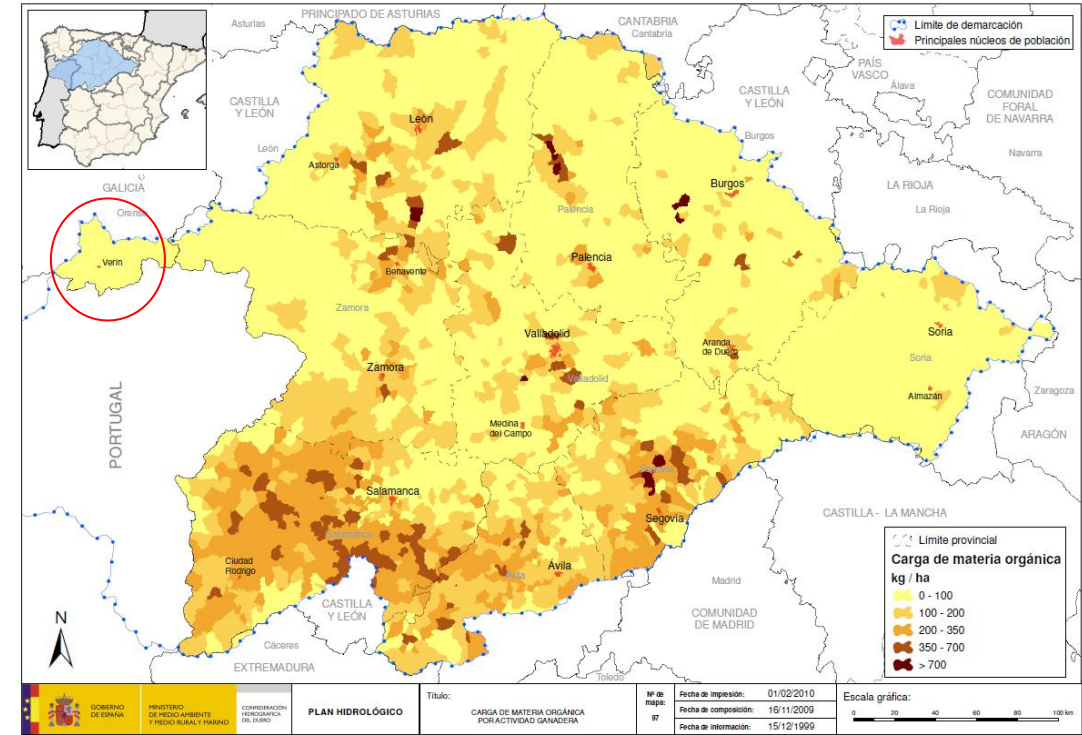 PRINCIPADO DE ASTURIAS
Asturias
CANTABRIA
Cantabria
Límite de demarcación
Principales núcleos de población
PAÍS
VASCO
Álava
CASTILLA
Y LEÓN
CASTILLA
Y LEÓN
COMUNIDAD
FORAL
DE NAVARRA
Navarra
León
León
Burgos
Astorga
GALICIA
Orense
Burgos
LA RIOJA
La Rioja
Palencia
Verín
Benavente
Palencia
Zamora
Valladolid
Soria
Aranda
de Duero
Soria
Zamora
Valladolid
Zaragoza
Almazán
PORTUGAL
Medina
del Campo
ARAGÓN
Segovia
Salamanca
Segovia
CASTILLA - LA MANCHA
Salamanca
Ciudad
Rodrigo
Ávila
Ávila
Madrid
CASTILLA
Y LEÓN
COMUNIDAD
DE MADRID
N
Cáceres
EXTREMADURA
Toledo
Límite provincial
Carga de materia orgánica
kg / ha
0 - 100
100 - 200
200 - 350
350 - 700
> 700
GOBIERNO
DE ESPAÑA
MINISTERIO
DE MEDIO AMBIENTE
Y MEDIO RURAL Y MARINO
CONFEDERACIÓN
HIDROGRÁFICA
DEL DUERO
PLAN HIDROLÓGICO
Título:
CARGA DE MATERIA ORGÁNICA
POR ACTIVIDAD GANADERA
Nº de
mapa:
97
Fecha de impresión: 01/02/2010
Fecha de composición: 16/11/2009
Fecha de información: 15/12/1999
Escala gráfica:
0 20 40 60 80 100 km